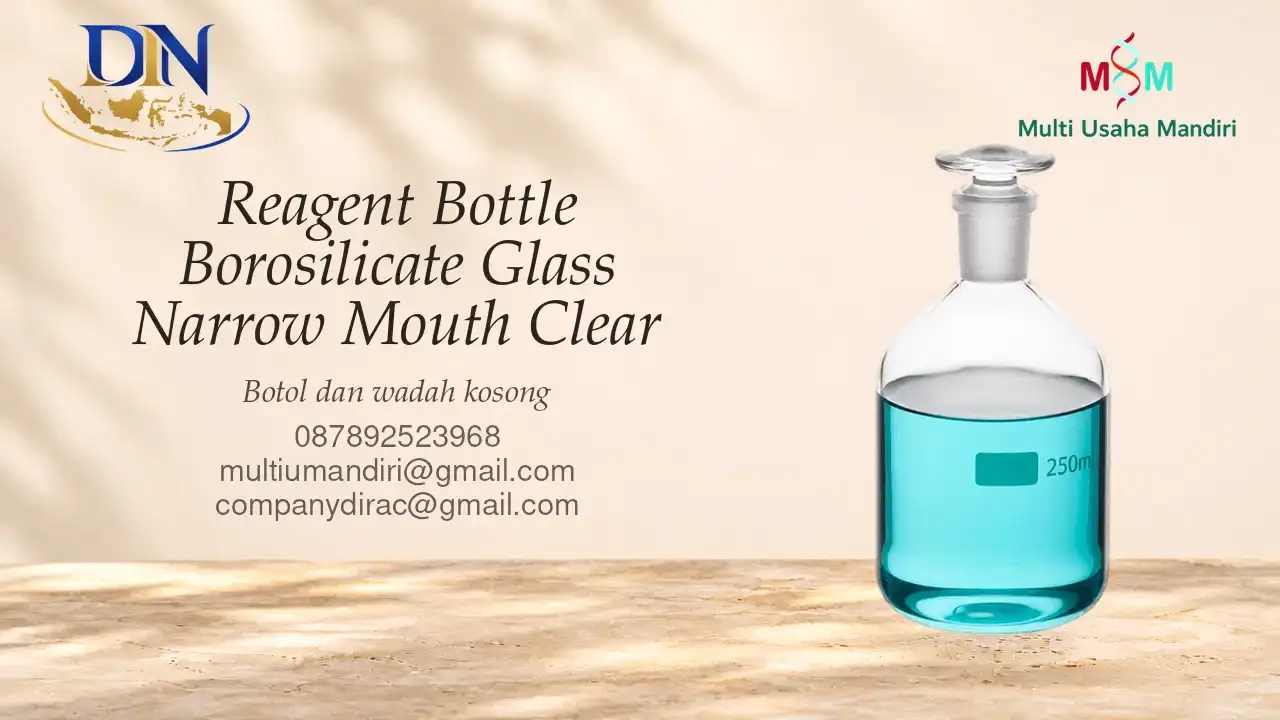 DIN
M M
Multi Usaha Mandiri
Reagent Bottle
Borosilicate Glass
Narrow Mouth Clear
Botol dan wadah kosong
087892523968
multiumandiri@gmail.com
companydirac@gmail.com
250ml